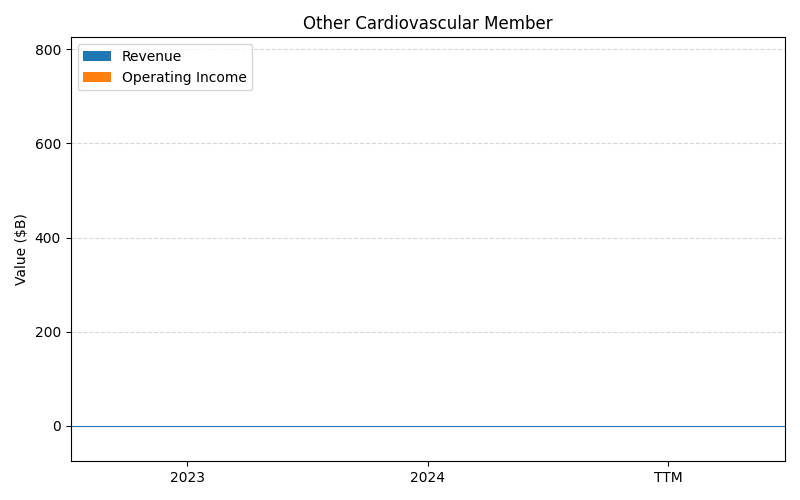 Other Cardiovascular Member
Revenue
Operating Income
Value ($B)
800
600
400
200
0
2023
2024
TTM